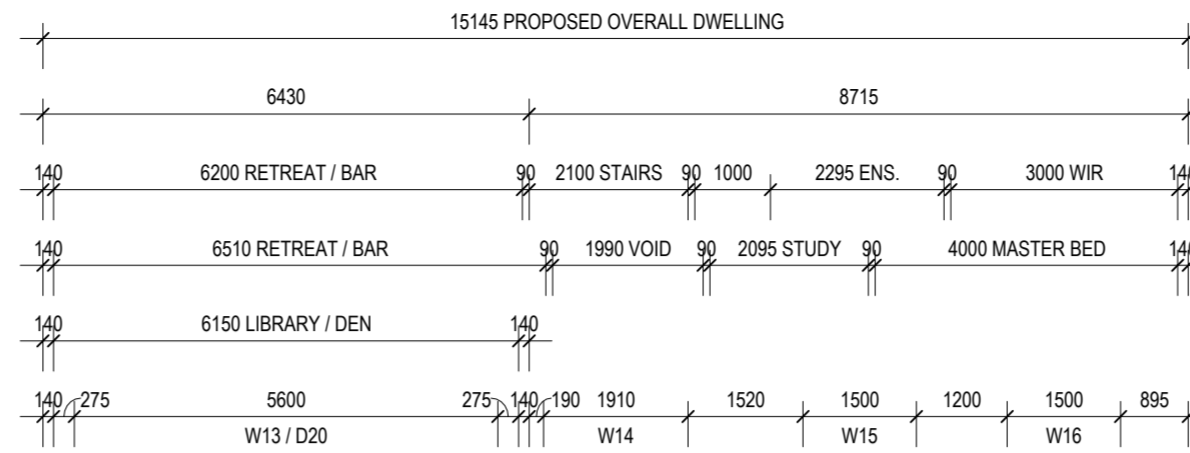 15145 PROPOSED OVERALL DWELLING
6430 8715
140 6200 RETREAT / BAR 90 2100 STAIRS 90 1000 2295 ENS. 90 3000 WIR 140
140 6510 RETREAT / BAR 90 1990 VOID 90 2095 STUDY 90 4000 MASTER BED 140
140 6150 LIBRARY / DEN 140
140 275 5600 275 140 190 1910 1520 1500 1200 1500 895
W13 / D20 W14 W15 W16